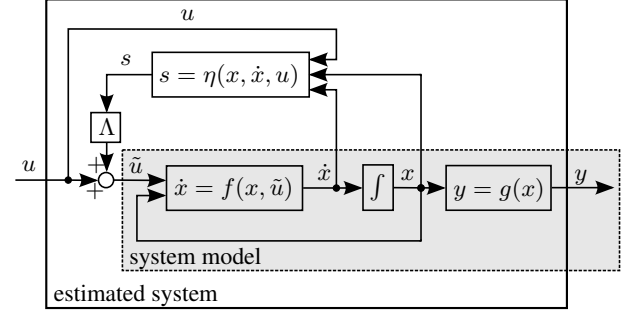 u
s
s = η(x, ẋ, u)
Λ
u
+
+
ũ
ẋ = f(x, ũ)
ẋ
∫
x
y = g(x)
y
system model
estimated system